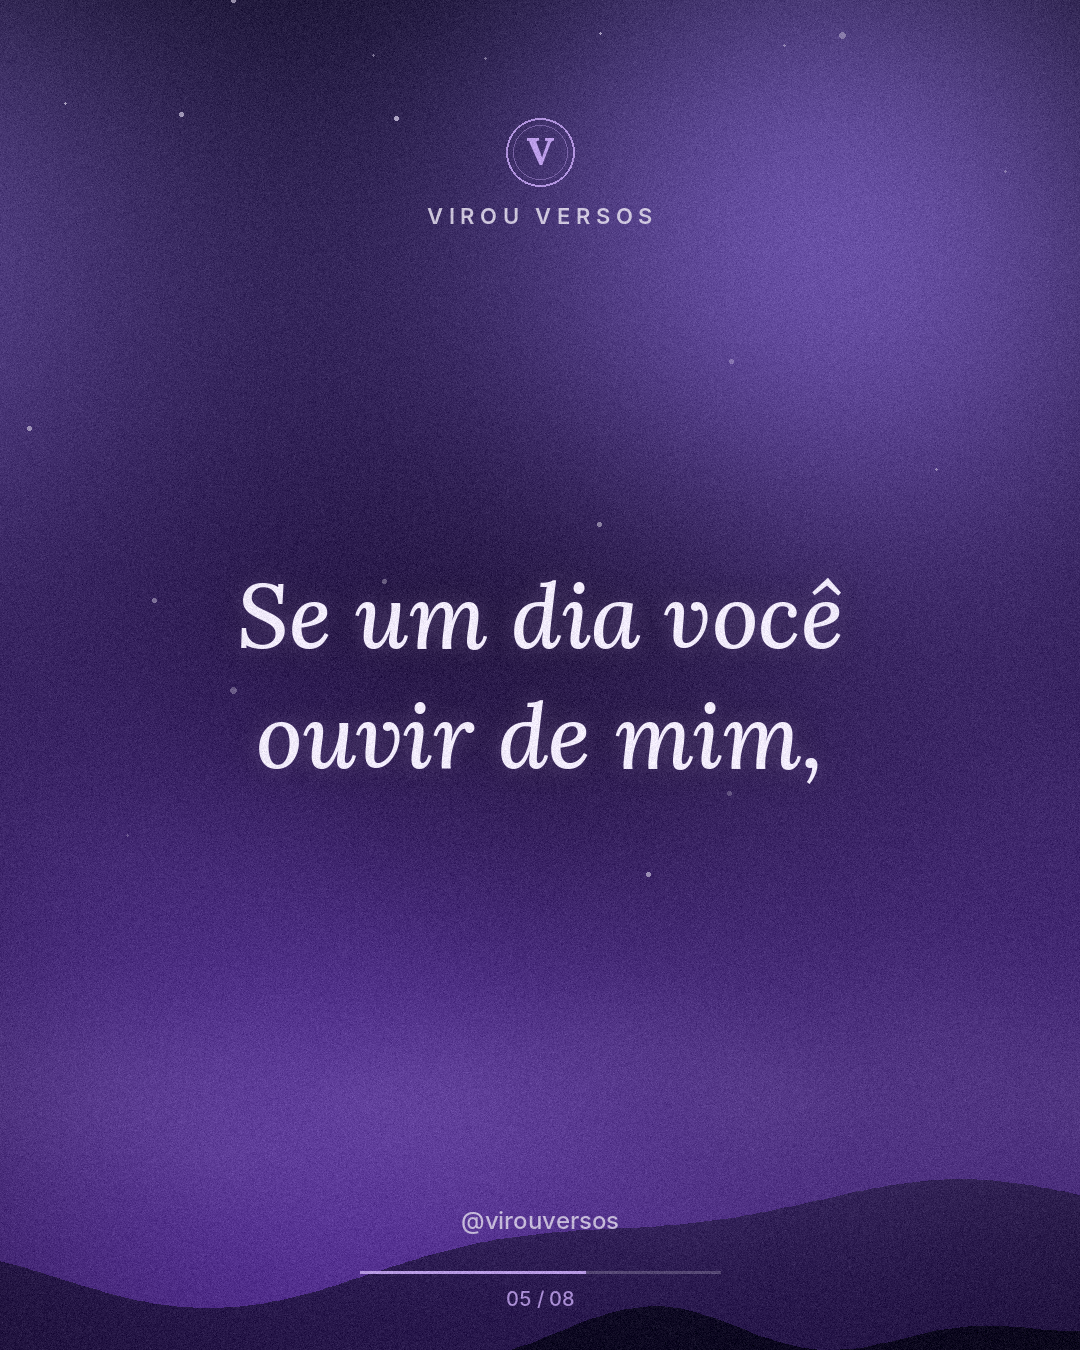 V
VIROU VERSOS
Se um dia você
ouvir de mim,
@virouversos
05 / 08